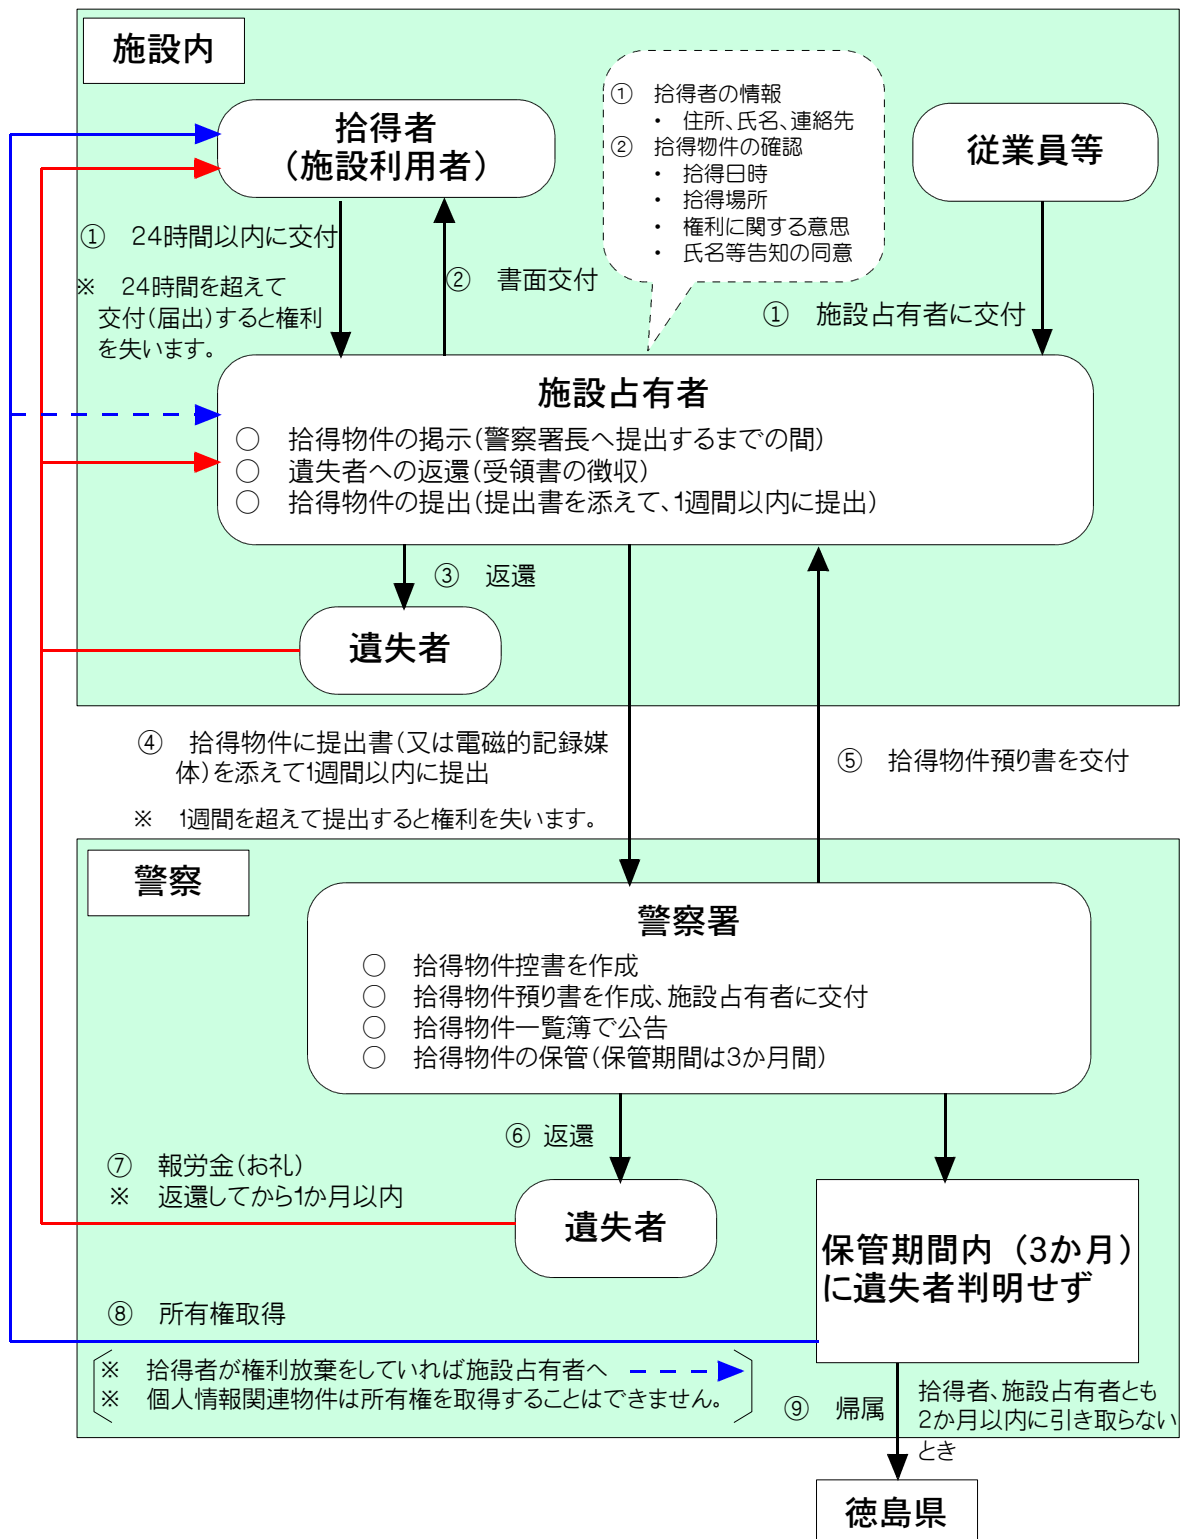 施設内
拾得者
（施設利用者）
① 拾得者の情報
・ 住所、氏名、連絡先
② 拾得物件の確認
・ 拾得日時
・ 拾得場所
・ 権利に関する意思
・ 氏名等告知の同意
従業員等
① 24時間以内に交付
※ 24時間を超えて
交付（届出）すると権利
を失います。
② 書面交付
① 施設占有者に交付
施設占有者
○ 拾得物件の掲示（警察署長へ提出するまでの間）
○ 遺失者への返還（受領書の徴収）
○ 拾得物件の提出（提出書を添えて、1週間以内に提出）
③ 返還
遺失者
④ 拾得物件に提出書（又は電磁的記録媒
体）を添えて1週間以内に提出
※ 1週間を超えて提出すると権利を失います。
⑤ 拾得物件預り書を交付
警察
警察署
○ 拾得物件控書を作成
○ 拾得物件預り書を作成、施設占有者に交付
○ 拾得物件一覧簿で公告
○ 拾得物件の保管（保管期間は3か月間）
⑥ 返還
⑦ 報労金（お礼）
※ 返還してから1か月以内
遺失者
保管期間内（3か月）
に遺失者判明せず
⑧ 所有権取得
※ 拾得者が権利放棄をしていれば施設占有者へ
※ 個人情報関連物件は所有権を取得することはできません。
⑨ 帰属
拾得者、施設占有者とも
2か月以内に引き取らない
とき
徳島県